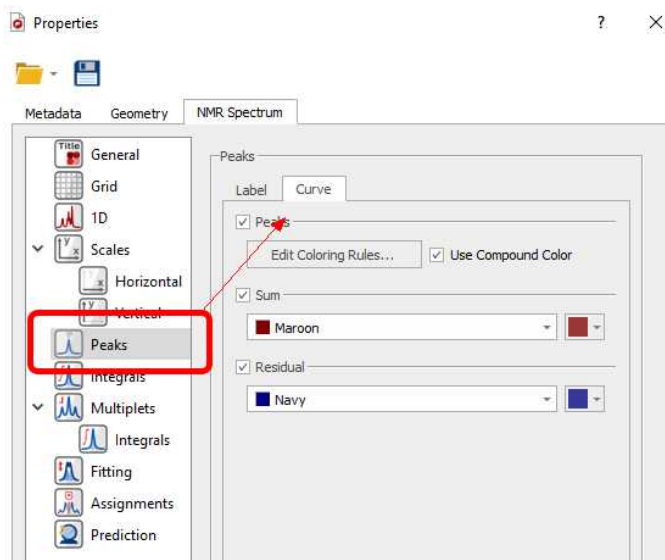 Properties
?
Metadata Geometry NMR Spectrum
Title
General
Grid
1D
Scales
Horizontal
Vertical
Peaks
Integrals
Multiplets
Integrals
Fitting
Assignments
Prediction
Peaks
Label Curve
Peaks
Edit Coloring Rules... Use Compound Color
Sum
Maroon
Residual
Navy